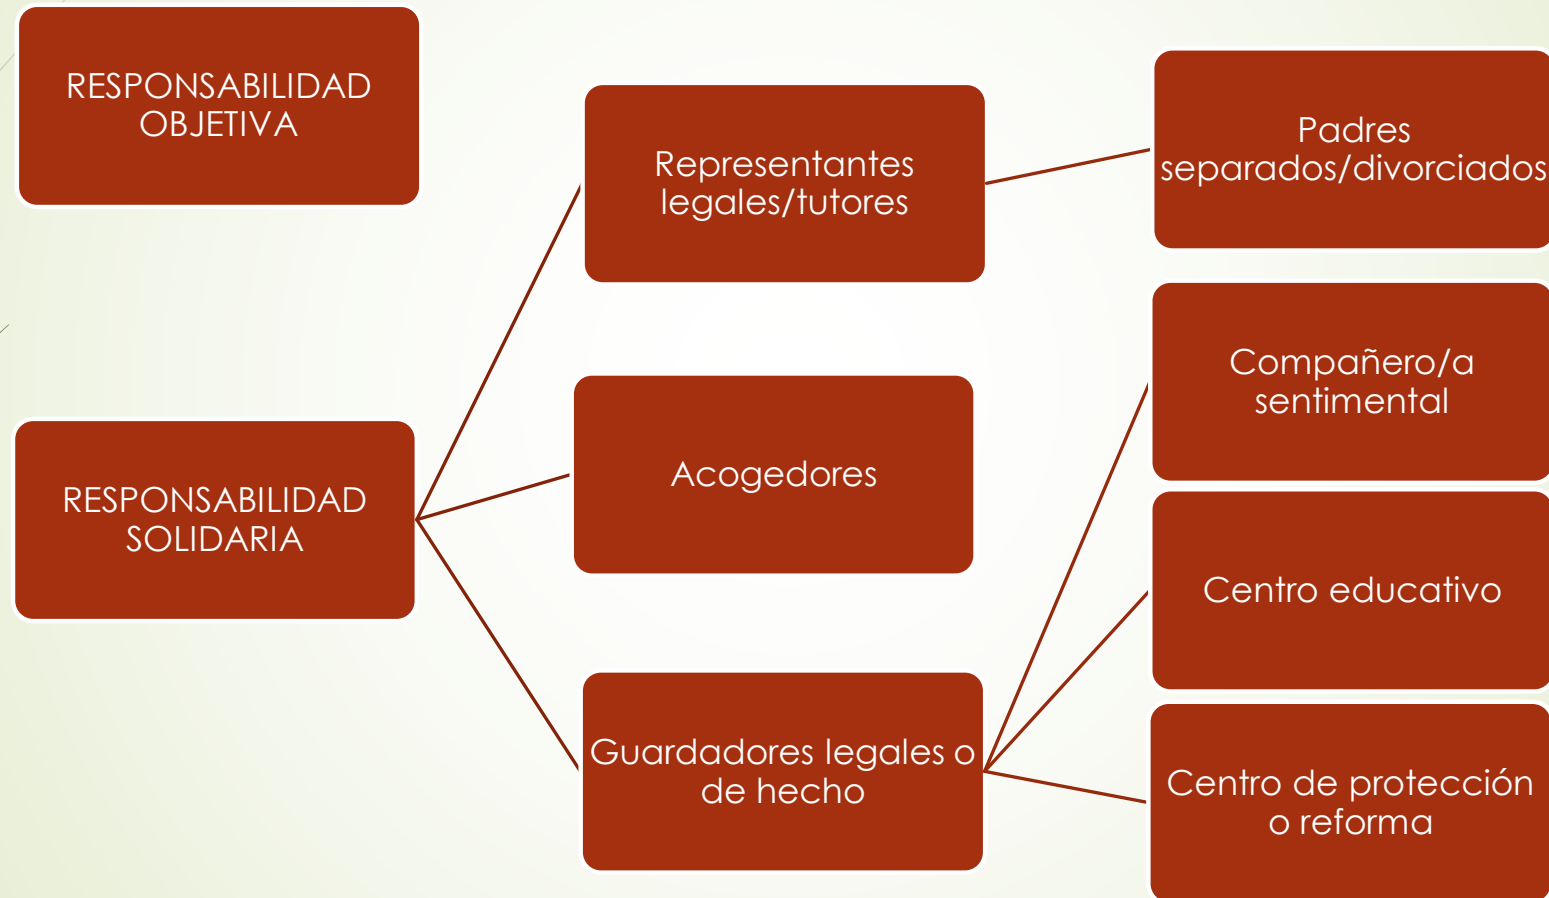 RESPONSABILIDAD
OBJETIVA
RESPONSABILIDAD
SOLIDARIA
Representantes
legales/tutores
Acogedores
Guardadores legales o
de hecho
Padres
separados/divorciados
Compañero/a
sentimental
Centro educativo
Centro de protección
o reforma